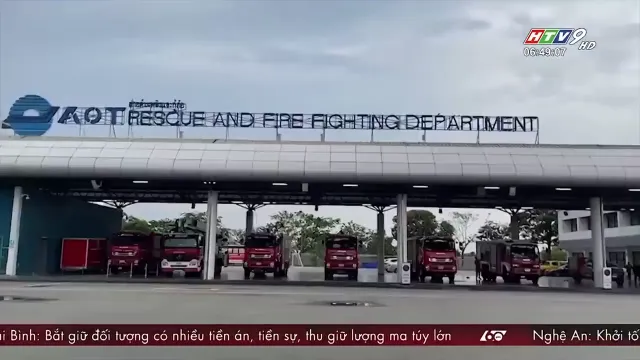 HTV9 HD
06:49:07
AOT
RESCUE AND FIRE FIGHTING DEPARTMENT
ái Bình: Bắt giữ đối tượng có nhiều tiền án, tiền sự, thu giữ lượng ma túy lớn
Nghệ An: Khởi tố